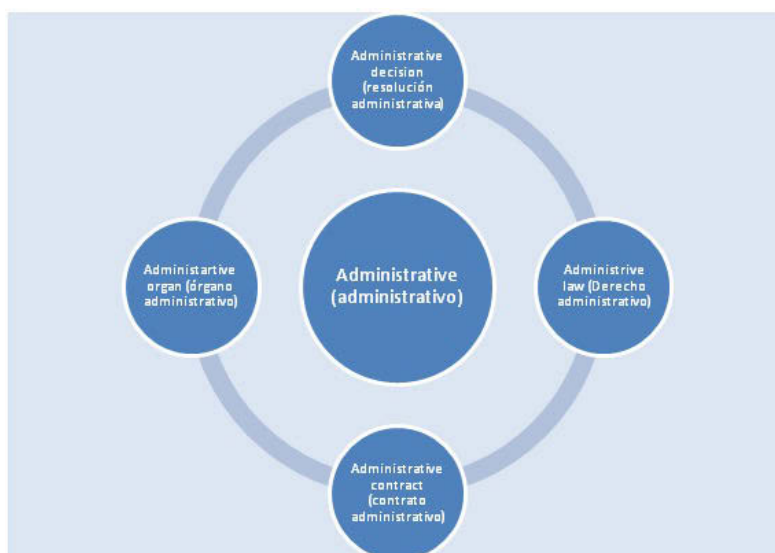 Administrative
decision
(resolución
administrativa)
Administartive
organ (órgano
administrativo)
Administrative
(administrativo)
Administrive
law (Derecho
administrativo)
Administrative
contract
(contrato
administrativo)